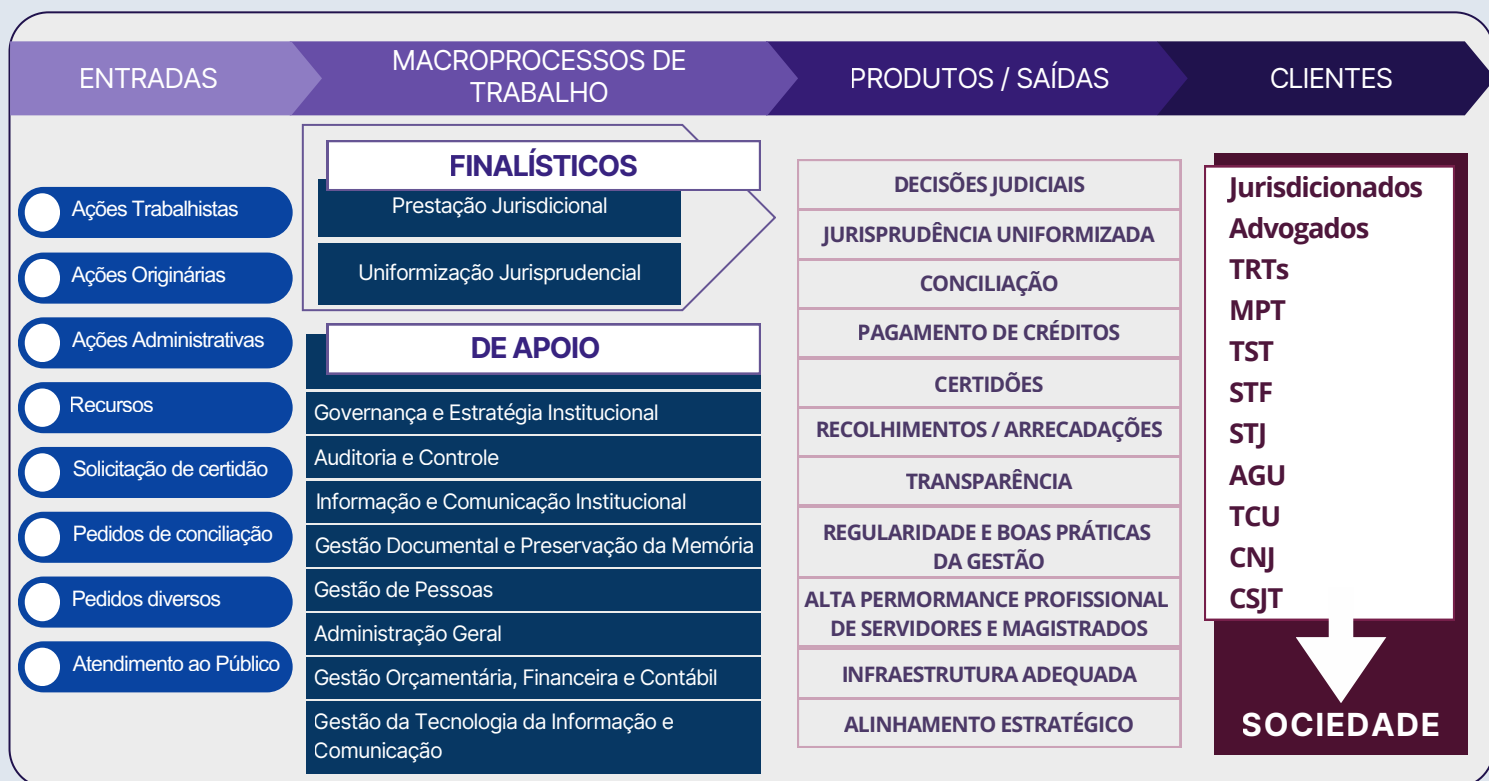 ENTRADAS
MACROPROCESSOS DE
TRABALHO
PRODUTOS / SAÍDAS
CLIENTES
Ações Trabalhistas
Ações Originárias
Ações Administrativas
Recursos
Solicitação de certidão
Pedidos de conciliação
Pedidos diversos
Atendimento ao Público
FINALÍSTICOS
Prestação Jurisdicional
Uniformização Jurisprudencial
DE APOIO
Governança e Estratégia Institucional
Auditoria e Controle
Informação e Comunicação Institucional
Gestão Documental e Preservação da Memória
Gestão de Pessoas
Administração Geral
Gestão Orçamentária, Financeira e Contábil
Gestão da Tecnologia da Informação e
Comunicação
DECISÕES JUDICIAIS
JURISPRUDÊNCIA UNIFORMIZADA
CONCILIAÇÃO
PAGAMENTO DE CRÉDITOS
CERTIDÕES
RECOLHIMENTOS / ARRECADAÇÕES
TRANSPARÊNCIA
REGULARIDADE E BOAS PRÁTICAS
DA GESTÃO
ALTA PERMORMANCE PROFISSIONAL
DE SERVIDORES E MAGISTRADOS
INFRAESTRUTURA ADEQUADA
ALINHAMENTO ESTRATÉGICO
Jurisdicionados
Advogados
TRTs
MPT
TST
STF
STJ
AGU
TCU
CNJ
CSJT
SOCIEDADE